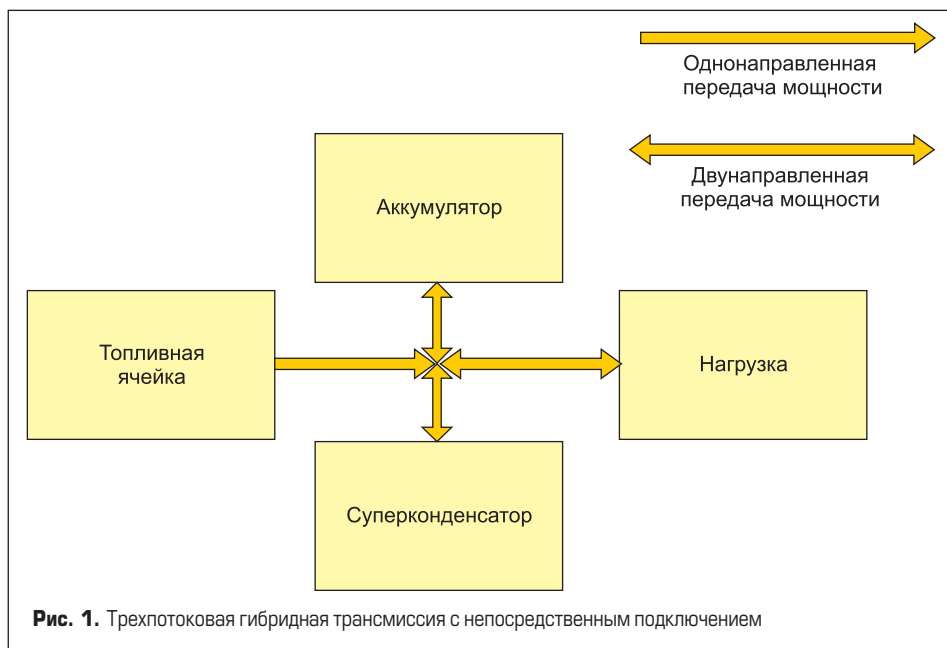 Однонаправленная
передача мощности
Двунаправленная
передача мощности
Аккумулятор
Топливная
ячейка
Нагрузка
Суперконденсатор
Рис. 1. Трехпотоковая гибридная трансмиссия с непосредственным подключением